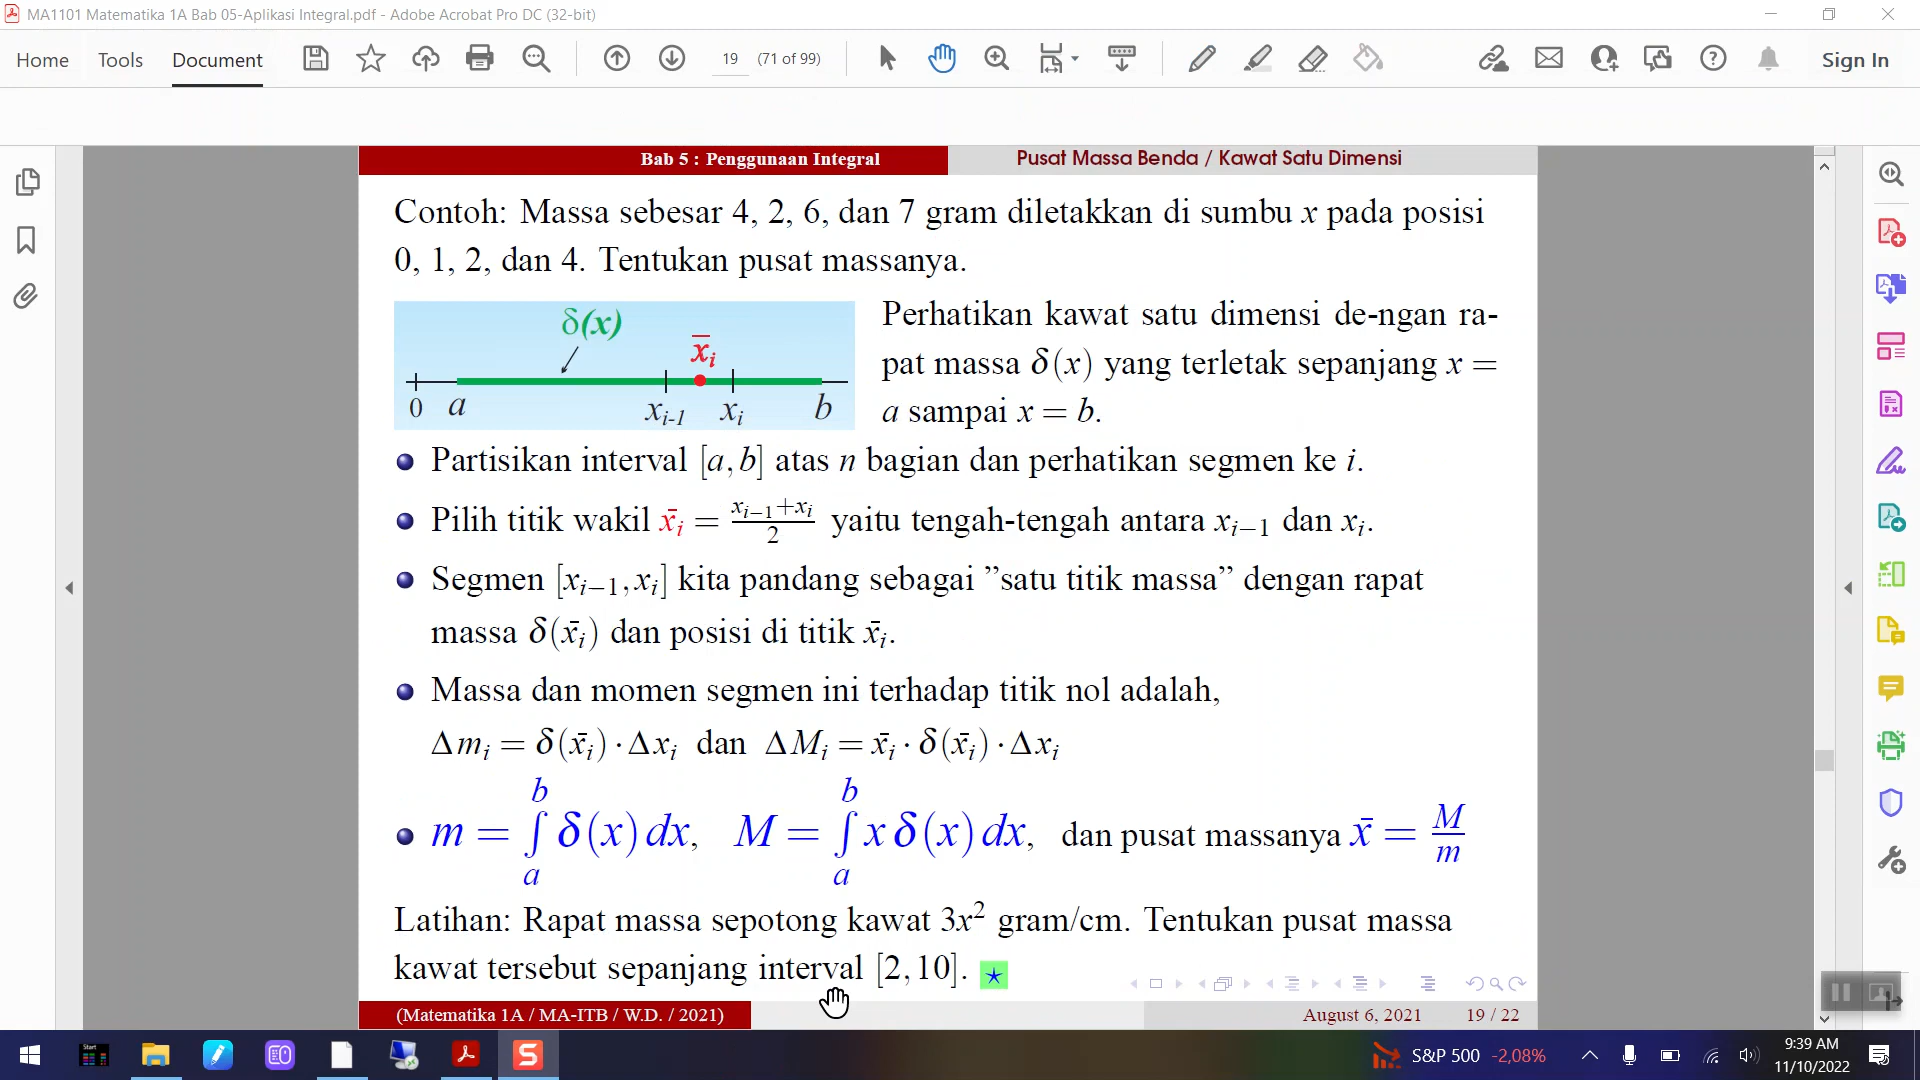 MA1101 Matematika 1A Bab 05-Aplikasi Integral.pdf - Adobe Acrobat Pro DC (32-bit)
Home Tools Document 19 (71 of 99) Sign In
Bab 5 : Penggunaan Integral Pusat Massa Benda / Kawat Satu Dimensi
Contoh: Massa sebesar 4, 2, 6, dan 7 gram diletakkan di sumbu x pada posisi
0, 1, 2, dan 4. Tentukan pusat massanya.
δ(x)
x̄ᵢ
0 a xᵢ₋₁ xᵢ b
Perhatikan kawat satu dimensi de-ngan ra-
pat massa δ(x) yang terletak sepanjang x =
a sampai x = b.
Partisikan interval [a, b] atas n bagian dan perhatikan segmen ke i.
Pilih titik wakil x̄ᵢ = (xᵢ₋₁+xᵢ)/2 yaitu tengah-tengah antara xᵢ₋₁ dan xᵢ.
Segmen [xᵢ₋₁, xᵢ] kita pandang sebagai ”satu titik massa” dengan rapat
massa δ(x̄ᵢ) dan posisi di titik x̄ᵢ.
Massa dan momen segmen ini terhadap titik nol adalah,
Δmᵢ = δ(x̄ᵢ) · Δxᵢ dan ΔMᵢ = x̄ᵢ · δ(x̄ᵢ) · Δxᵢ
m = ∫ₐᵇ δ(x) dx, M = ∫ₐᵇ x δ(x) dx, dan pusat massanya x̄ = M/m
Latihan: Rapat massa sepotong kawat 3x² gram/cm. Tentukan pusat massa
kawat tersebut sepanjang interval [2, 10]. ★
(Matematika 1A / MA-ITB / W.D. / 2021) August 6, 2021 19 / 22
Start
S&P 500 -2,08%
9:39 AM
11/10/2022